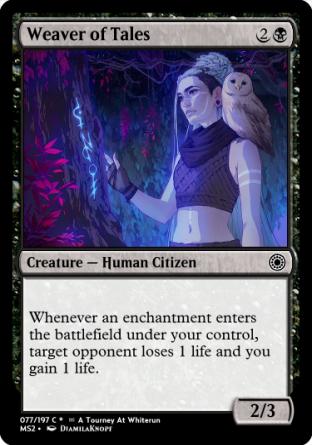 Weaver of Tales 2
Creature — Human Citizen
Whenever an enchantment enters
the battlefield under your control,
target opponent loses 1 life and you
gain 1 life.
077/197 C * A Tourney At Whiterun
MS2 • DiamilaKnopf
2/3